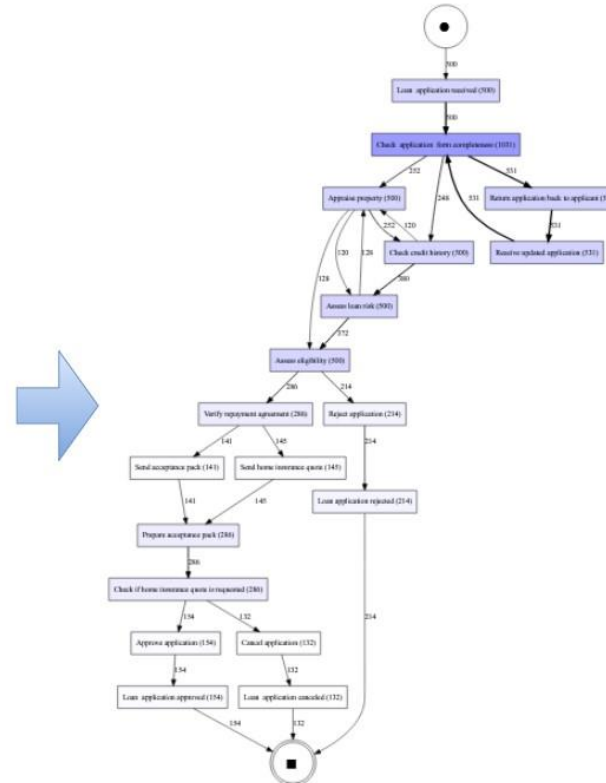 500
Loan application received (500)
500
Check application form completeness (1031)
252
531
Appraise property (500)
248
531
Return application back to applicant (5
252
120
531
120
128
Check credit history (500)
Receive updated application (531)
128
380
Assess loan risk (500)
372
Assess eligibility (500)
286
214
Verify repayment agreement (286)
Reject application (214)
141
145
214
Send acceptance pack (141)
Send home insurance quote (145)
141
145
Loan application rejected (214)
Prepare acceptance pack (286)
286
Check if home insurance quote is requested (286)
154
132
214
Approve application (154)
Cancel application (132)
154
132
Loan application approved (154)
Loan application canceled (132)
154
132